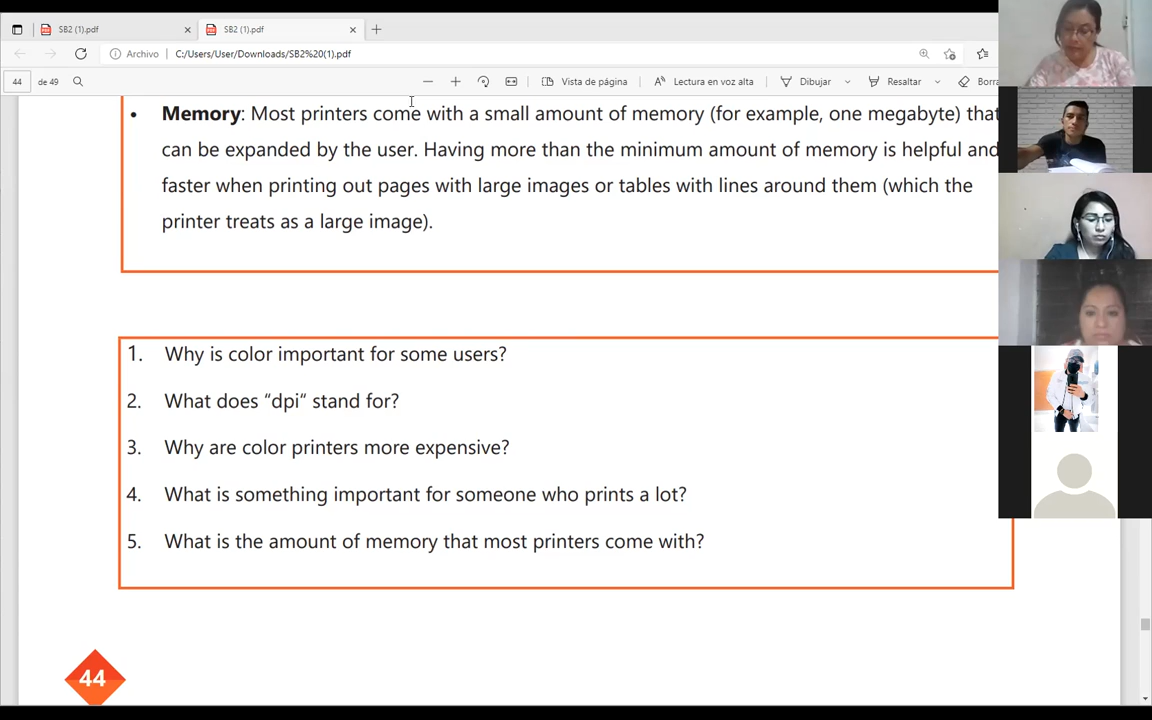 SB2 (1).pdf
SB2 (1).pdf
Archivo C:/Users/User/Downloads/SB2%20(1).pdf
44 de 49 Vista de página Lectura en voz alta Dibujar Resaltar Borra
• Memory: Most printers come with a small amount of memory (for example, one megabyte) that
can be expanded by the user. Having more than the minimum amount of memory is helpful and
faster when printing out pages with large images or tables with lines around them (which the
printer treats as a large image).
1. Why is color important for some users?
2. What does “dpi“ stand for?
3. Why are color printers more expensive?
4. What is something important for someone who prints a lot?
5. What is the amount of memory that most printers come with?
44